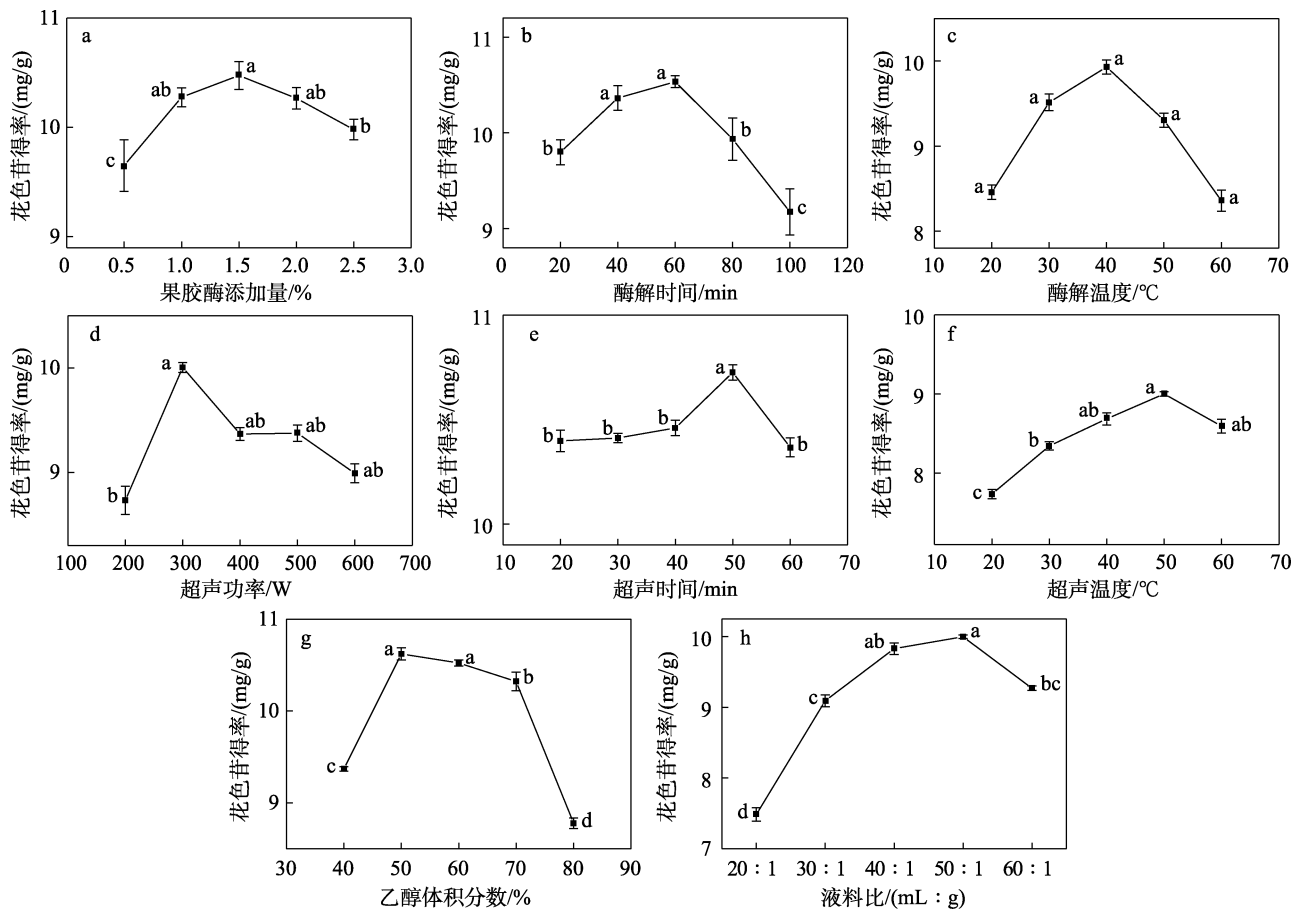 a
花色苷得率/(mg/g)
11
10
9
c
ab
a
ab
b
0 0.5 1.0 1.5 2.0 2.5 3.0
果胶酶添加量/%
b
花色苷得率/(mg/g)
11
10
9
b
a
a
b
c
0 20 40 60 80 100 120
酶解时间/min
c
花色苷得率/(mg/g)
10
9
8
a
a
a
a
a
10 20 30 40 50 60 70
酶解温度/℃
d
花色苷得率/(mg/g)
10
9
b
a
ab
ab
ab
100 200 300 400 500 600 700
超声功率/W
e
花色苷得率/(mg/g)
11
10
b
b
b
a
b
10 20 30 40 50 60 70
超声时间/min
f
花色苷得率/(mg/g)
10
9
8
c
b
ab
a
ab
10 20 30 40 50 60 70
超声温度/℃
g
花色苷得率/(mg/g)
11
10
9
c
a
a
b
d
30 40 50 60 70 80 90
乙醇体积分数/%
h
花色苷得率/(mg/g)
10
9
8
7
d
c
ab
a
bc
20∶1 30∶1 40∶1 50∶1 60∶1
液料比/(mL∶g)